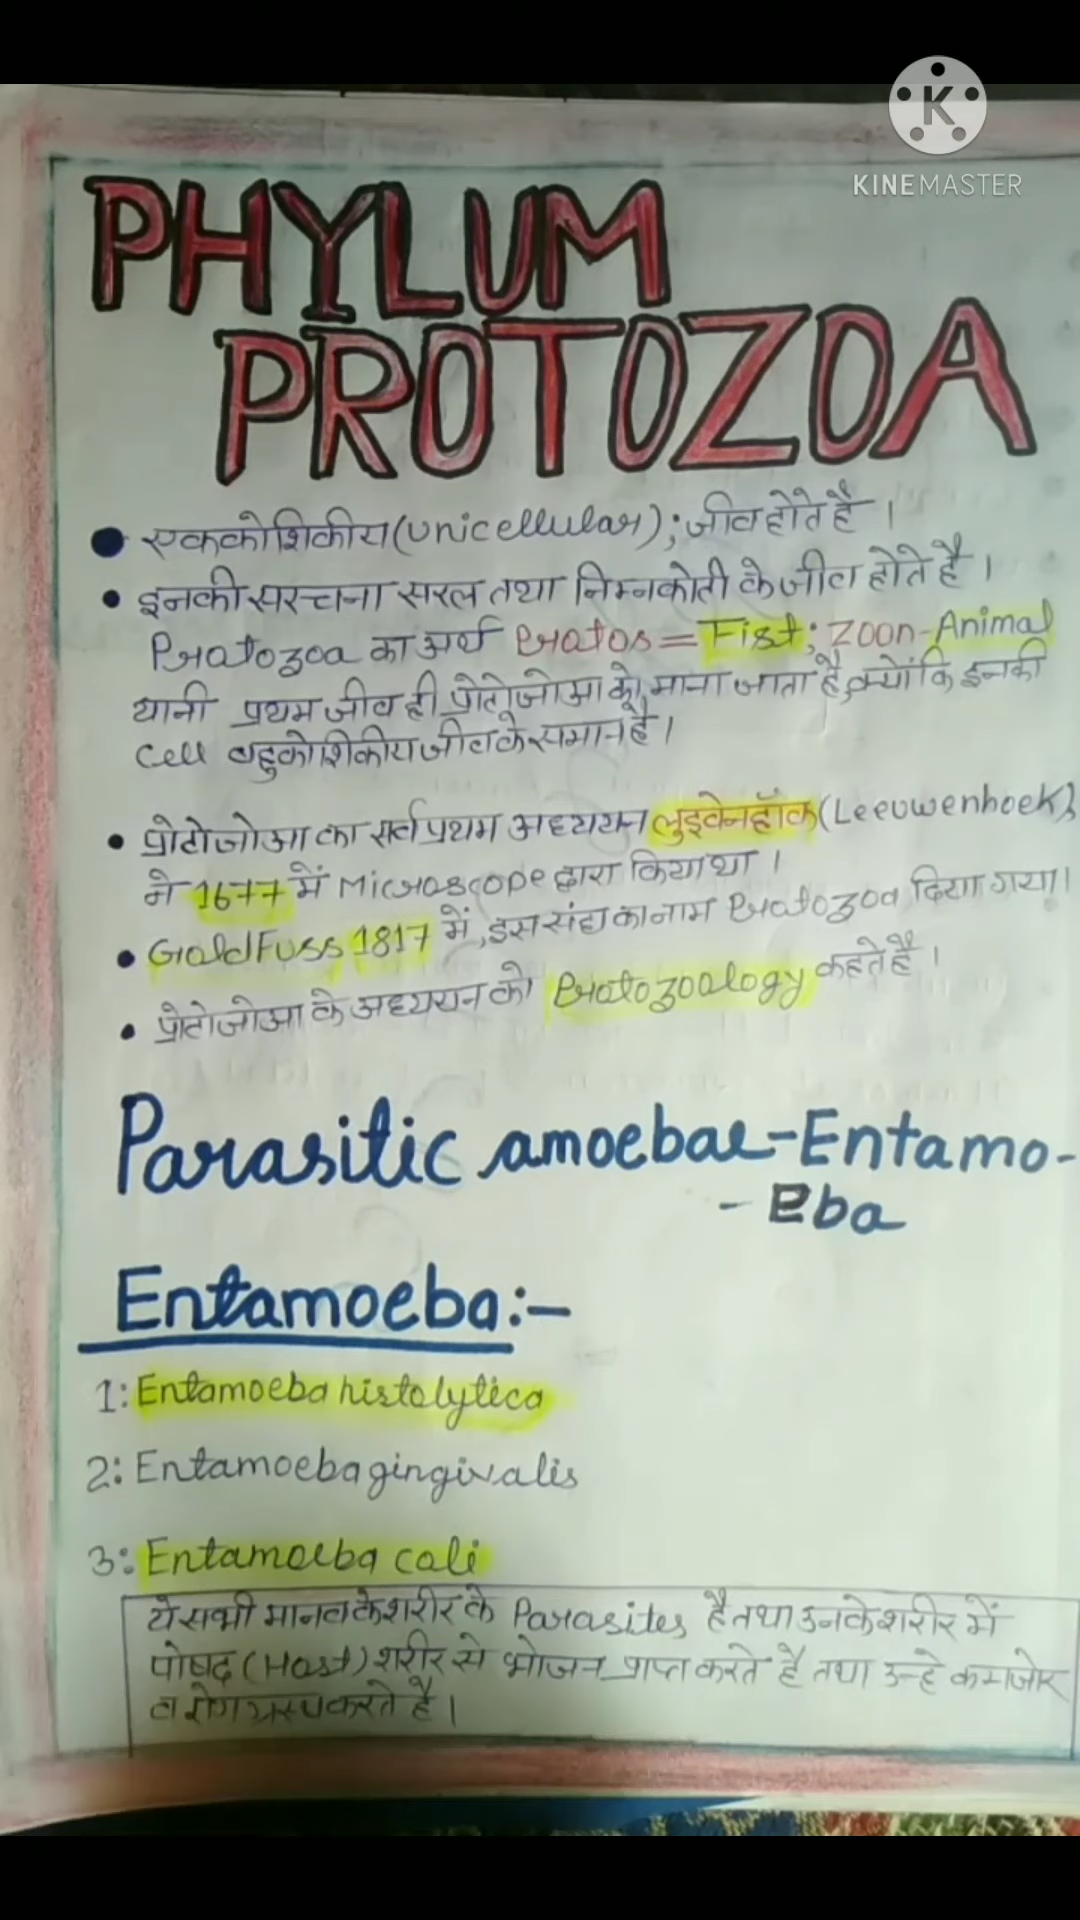 KINEMASTER
PHYLUM
PROTOZOA
एककोशिकीय (Unicellular); जीव होते है ।
इनकी सरचना सरल तथा निम्नकोटी के जीव होते है ।
Protozoa का अर्थ Protos = First; Zoon-Animal
यानी प्रथम जीव ही प्रोटोजोआ को माना जाता है, क्योंकि इनकी
Cell बहुकोशिकीय जीव के समान है ।
प्रोटोजोआ का सर्वप्रथम अध्ययन लुइवेनहॉक (Leeuwenhoek)
ने 1677 में Microscope द्वारा किया था ।
GoldFuss 1817 में, इस संघ का नाम Protozoa दिया गया ।
प्रोटोजोआ के अध्ययन को Protozoology कहते है ।
Parasitic amoebae-Entamo-
- eba
Entamoeba:-
1: Entamoeba histolytica
2: Entamoeba gingivalis
3: Entamoeba coli
ये सभी मानव के शरीर के Parasites है तथा उनके शरीर में
पोषद (Host) शरीर से भोजन प्राप्त करते है तथा उन्हे कमजोर
व रोगग्रस्थ करते है ।